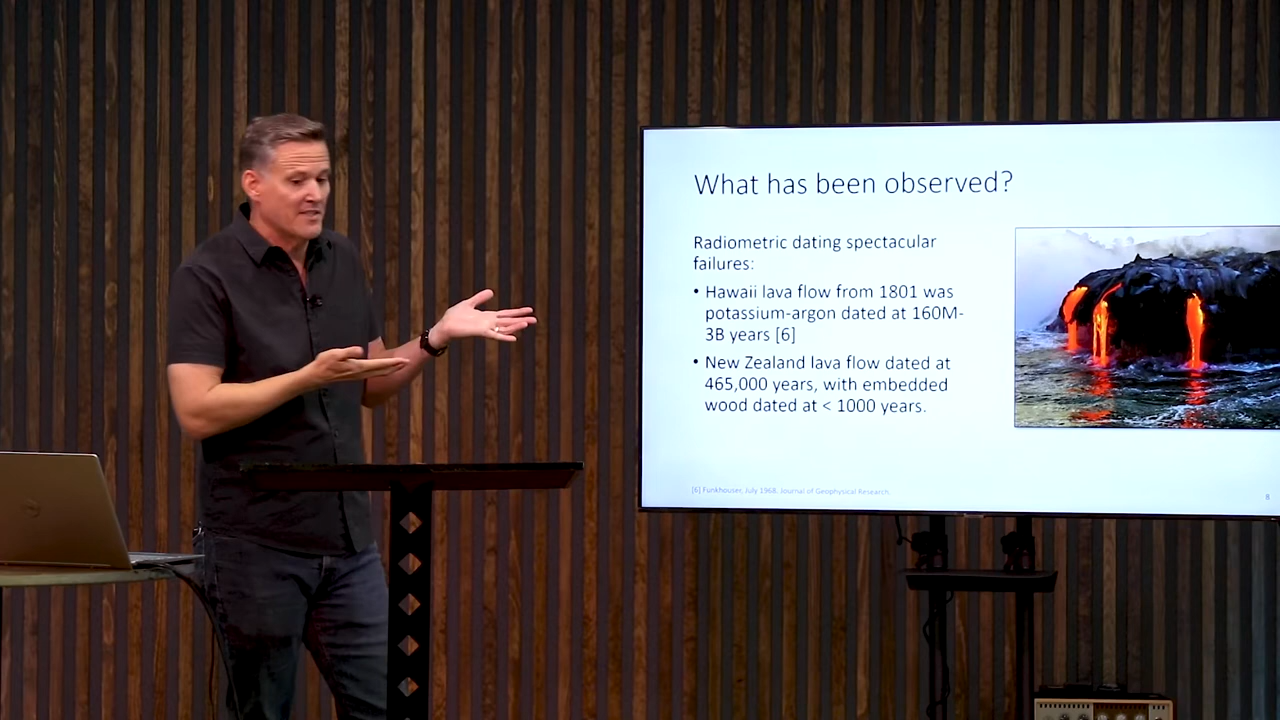 What has been observed?
Radiometric dating spectacular
failures:
• Hawaii lava flow from 1801 was
potassium-argon dated at 160M-
3B years [6]
• New Zealand lava flow dated at
465,000 years, with embedded
wood dated at < 1000 years.
[6] Funkhouser, July 1968. Journal of Geophysical Research.
8